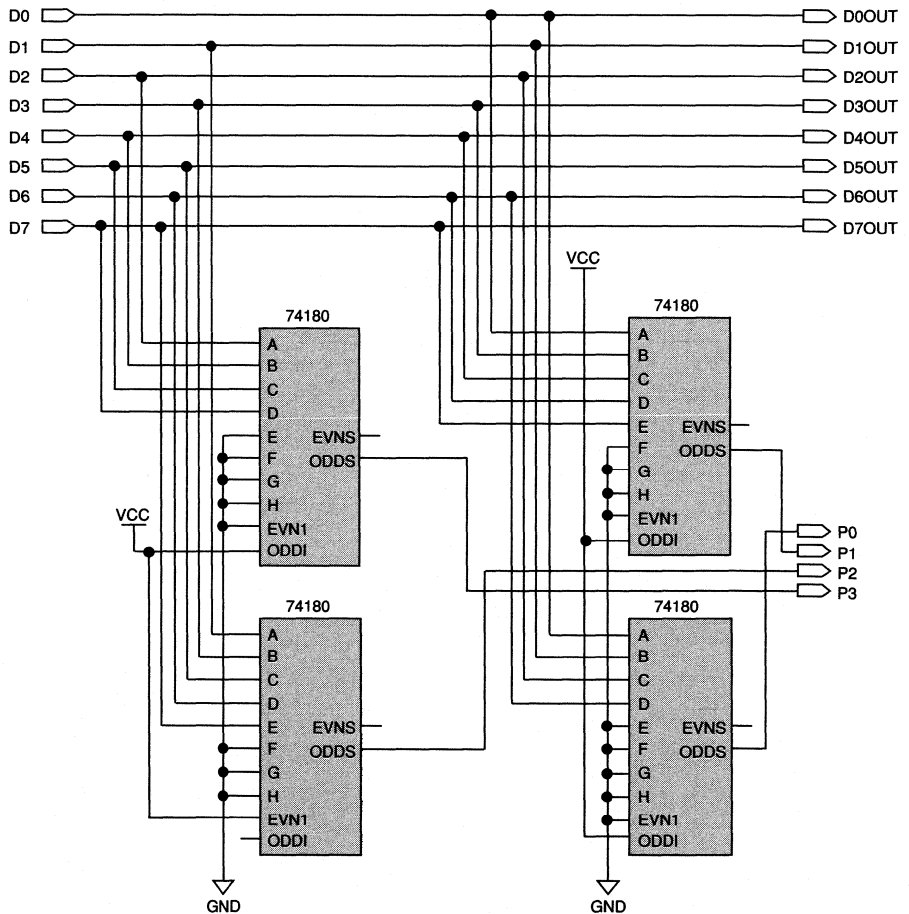 D0 D0OUT
D1 D1OUT
D2 D2OUT
D3 D3OUT
D4 D4OUT
D5 D5OUT
D6 D6OUT
D7 D7OUT
VCC
74180
A
B
C
D
E EVNS
F ODDS
G
H
EVN1
ODDI
VCC
74180
A
B
C
D
E EVNS
F ODDS
G
H
EVN1
ODDI
P0
P1
P2
P3
74180
A
B
C
D
E EVNS
F ODDS
G
H
EVN1
ODDI
GND
74180
A
B
C
D
E EVNS
F ODDS
G
H
EVN1
ODDI
GND